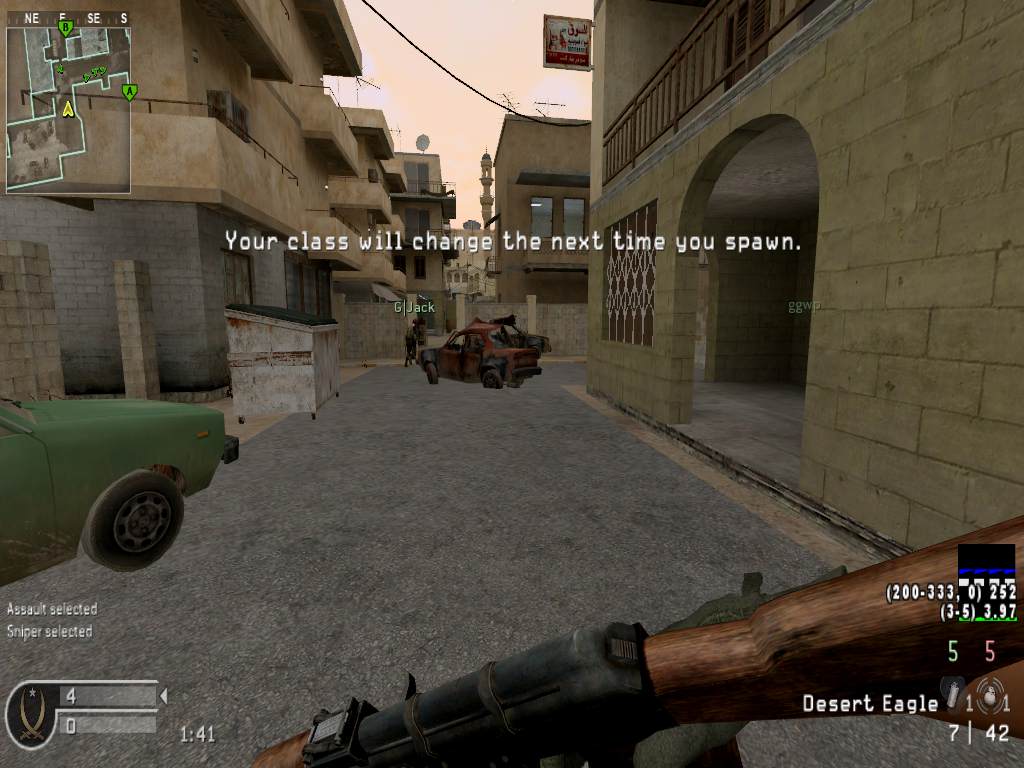 NE E SE S
B
A
Your class will change the next time you spawn.
G|Jack
ggwp
Assault selected
Sniper selected
(200-333, 0) 252
(3-5) 3.97
5 5
4
0
1:41
Desert Eagle 1 1
7| 42